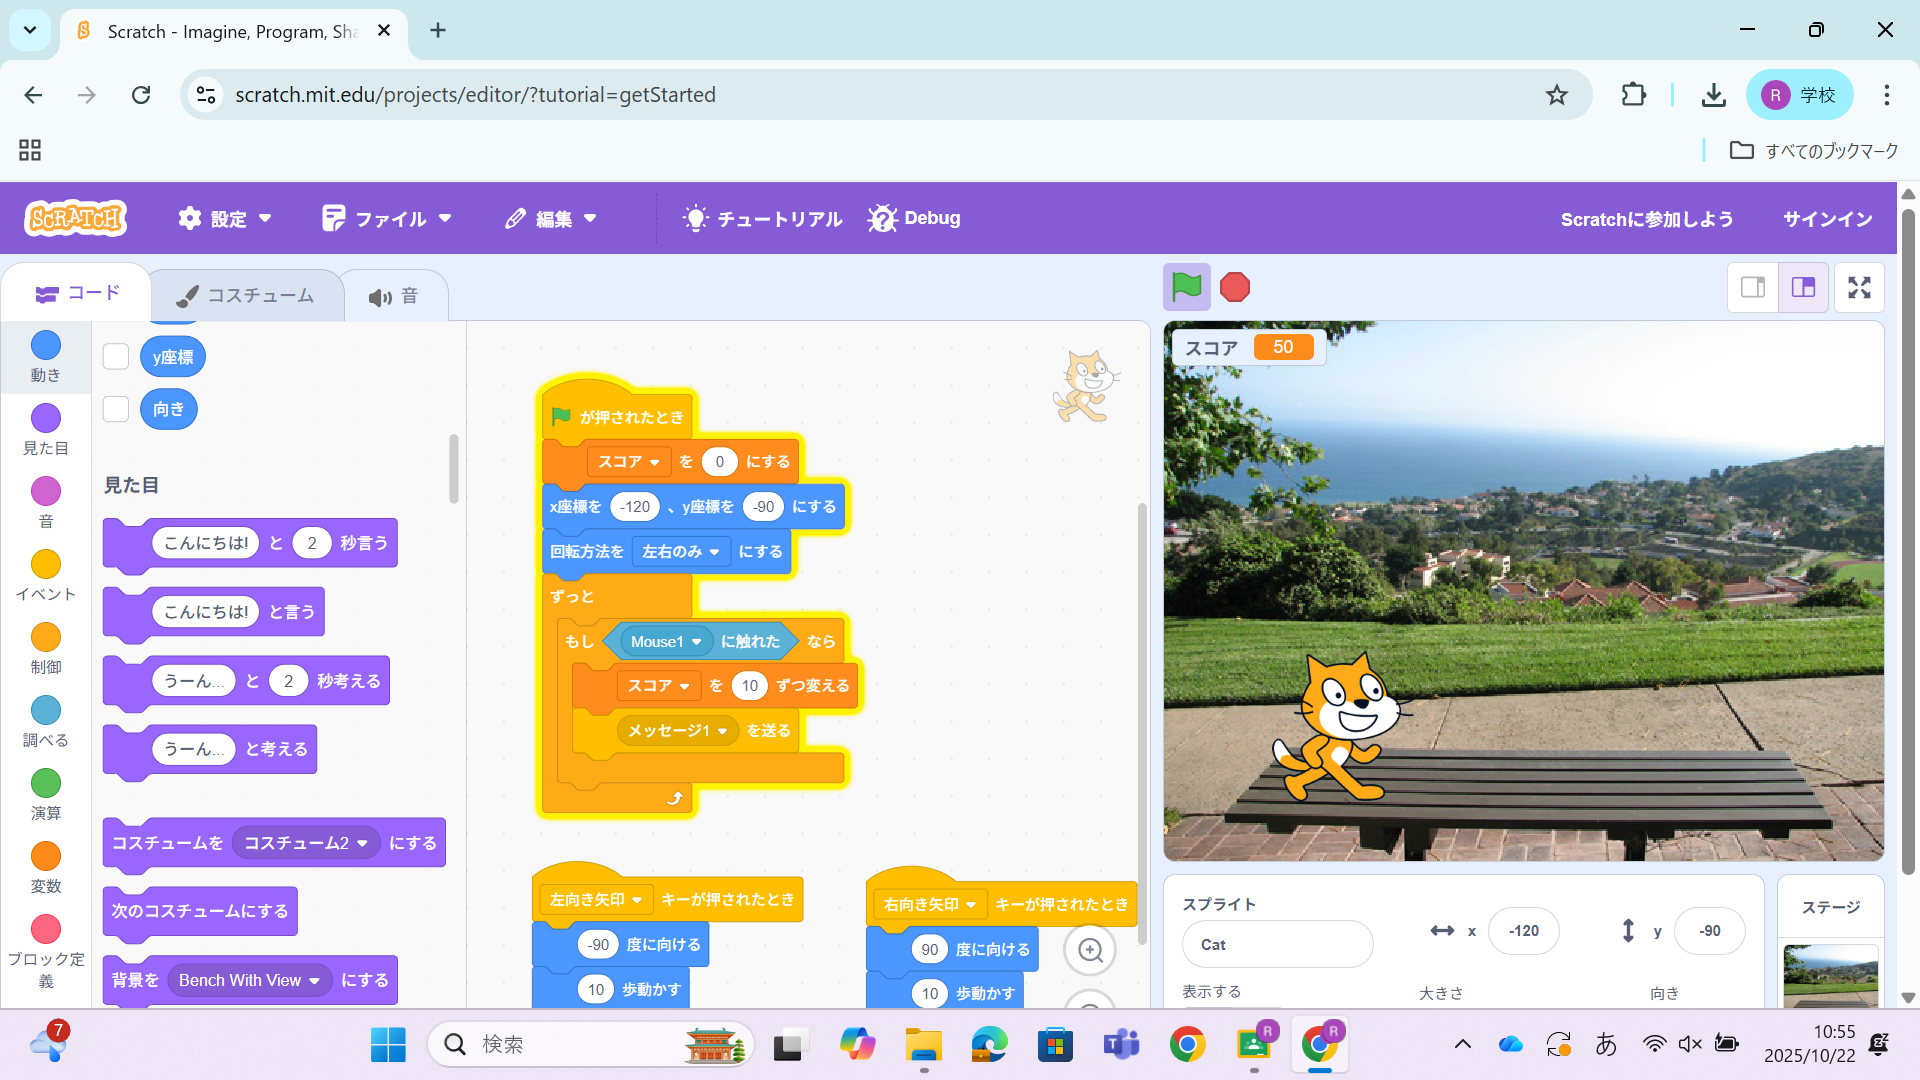 Scratch - Imagine, Program, Sha
scratch.mit.edu/projects/editor/?tutorial=getStarted
R 学校
すべてのブックマーク
SCRATCH
設定
ファイル
編集
チュートリアル
Debug
Scratchに参加しよう
サインイン
コード
コスチューム
音
動き
見た目
音
イベント
制御
調べる
演算
変数
ブロック定
義
y座標
向き
見た目
こんにちは! と 2 秒言う
こんにちは! と言う
うーん... と 2 秒考える
うーん... と考える
コスチュームを コスチューム2 にする
次のコスチュームにする
背景を Bench With View にする
が押されたとき
スコア を 0 にする
x座標を -120 、y座標を -90 にする
回転方法を 左右のみ にする
ずっと
もし Mouse1 に触れた なら
スコア を 10 ずつ変える
メッセージ1 を送る
左向き矢印 キーが押されたとき
-90 度に向ける
10 歩動かす
右向き矢印 キーが押されたとき
90 度に向ける
10 歩動かす
スコア 50
スプライト
Cat
x -120
y -90
表示する
大きさ
向き
ステージ
7
検索
R
R
あ
10:55
2025/10/22